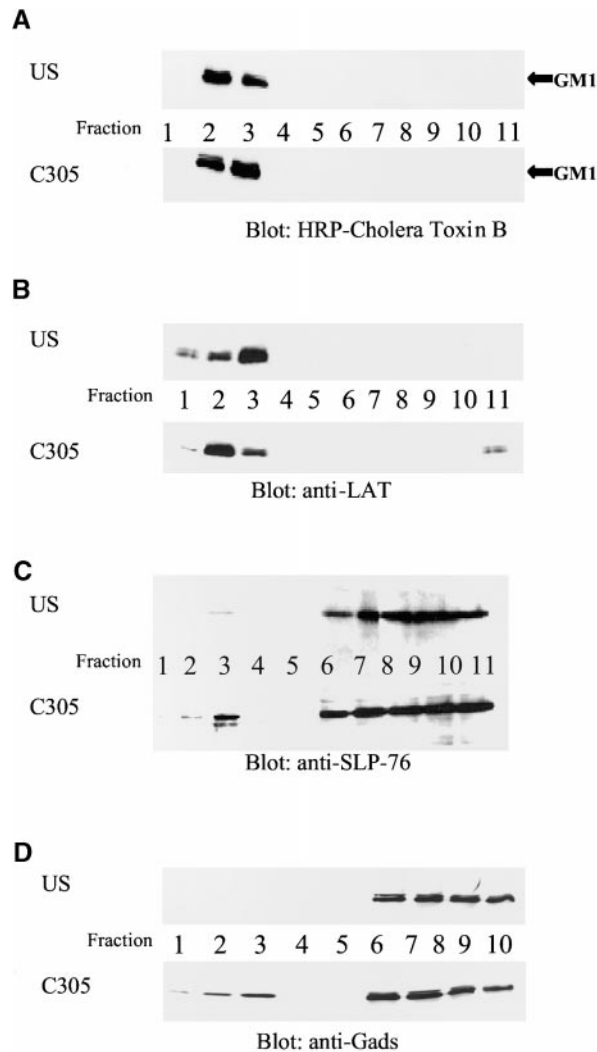 A
US
GM1
Fraction 1 2 3 4 5 6 7 8 9 10 11
C305
GM1
Blot: HRP-Cholera Toxin B
B
US
Fraction 1 2 3 4 5 6 7 8 9 10 11
C305
Blot: anti-LAT
C
US
Fraction 1 2 3 4 5 6 7 8 9 10 11
C305
Blot: anti-SLP-76
D
US
Fraction 1 2 3 4 5 6 7 8 9 10
C305
Blot: anti-Gads